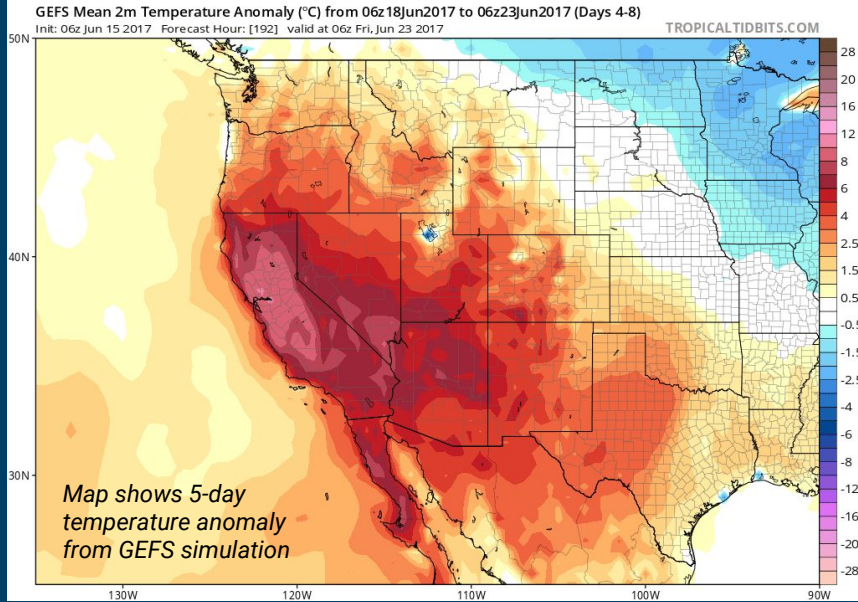 GEFS Mean 2m Temperature Anomaly (°C) from 06z18Jun2017 to 06z23Jun2017 (Days 4-8)
Init: 06z Jun 15 2017   Forecast Hour: [192]   valid at 06z Fri, Jun 23 2017
TROPICALTIDBITS.COM
50N
40N
30N
130W
120W
110W
100W
90W
28
20
16
12
8
6
4
2.5
1.5
0.5
-0.5
-1.5
-2.5
-4
-6
-8
-12
-16
-20
-28
Map shows 5-day
temperature anomaly
from GEFS simulation